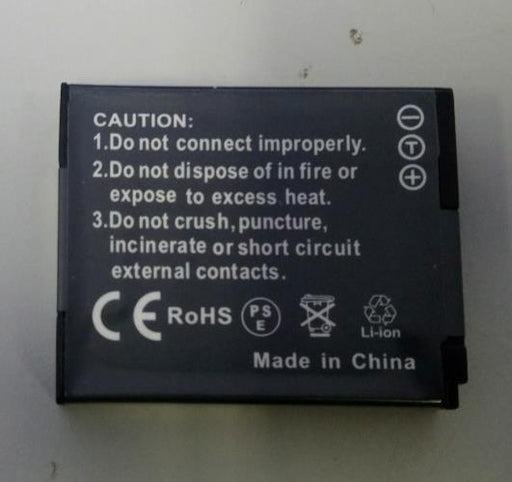 CAUTION:
1.Do not connect improperly.
2.Do not dispose of in fire or
expose to excess heat.
3.Do not crush, puncture,
incinerate or short circuit
external contacts.
− T +
CE RoHS PSE Li-ion
Made in China